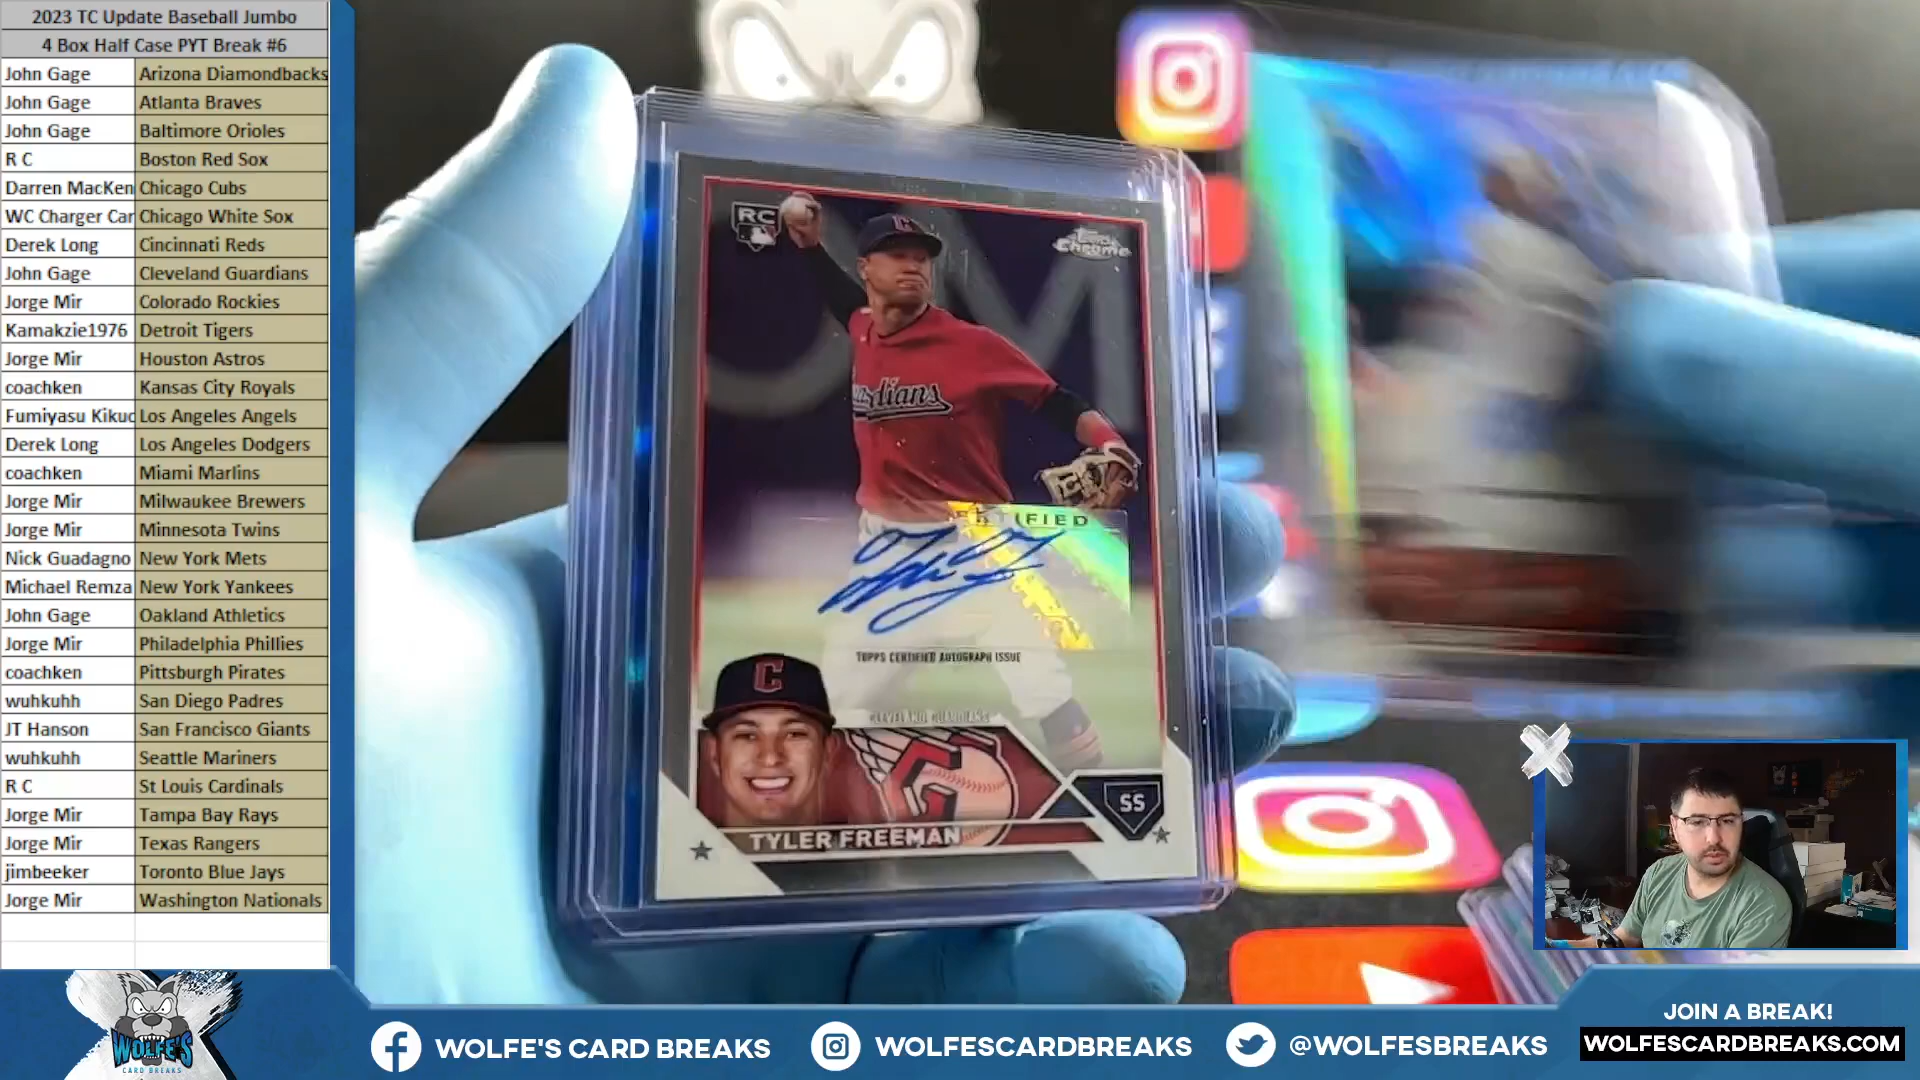 2023 TC Update Baseball Jumbo
4 Box Half Case PYT Break #6
John Gage Arizona Diamondbacks
John Gage Atlanta Braves
John Gage Baltimore Orioles
R C Boston Red Sox
Darren MacKen Chicago Cubs
WC Charger Car Chicago White Sox
Derek Long Cincinnati Reds
John Gage Cleveland Guardians
Jorge Mir Colorado Rockies
Kamakzie1976 Detroit Tigers
Jorge Mir Houston Astros
coachken Kansas City Royals
Fumiyasu Kikuc Los Angeles Angels
Derek Long Los Angeles Dodgers
coachken Miami Marlins
Jorge Mir Milwaukee Brewers
Jorge Mir Minnesota Twins
Nick Guadagno New York Mets
Michael Remza New York Yankees
John Gage Oakland Athletics
Jorge Mir Philadelphia Phillies
coachken Pittsburgh Pirates
wuhkuhh San Diego Padres
JT Hanson San Francisco Giants
wuhkuhh Seattle Mariners
R C St Louis Cardinals
Jorge Mir Tampa Bay Rays
Jorge Mir Texas Rangers
jimbeeker Toronto Blue Jays
Jorge Mir Washington Nationals
RC
Topps
Chrome
C
dians
TIFIED
TOPPS CERTIFIED AUTOGRAPH ISSUE
C
CLEVELAND GUARDIANS
SS
TYLER FREEMAN
WOLFE'S
CARD BREAKS
WOLFE'S CARD BREAKS
WOLFESCARDBREAKS
@WOLFESBREAKS
JOIN A BREAK!
WOLFESCARDBREAKS.COM